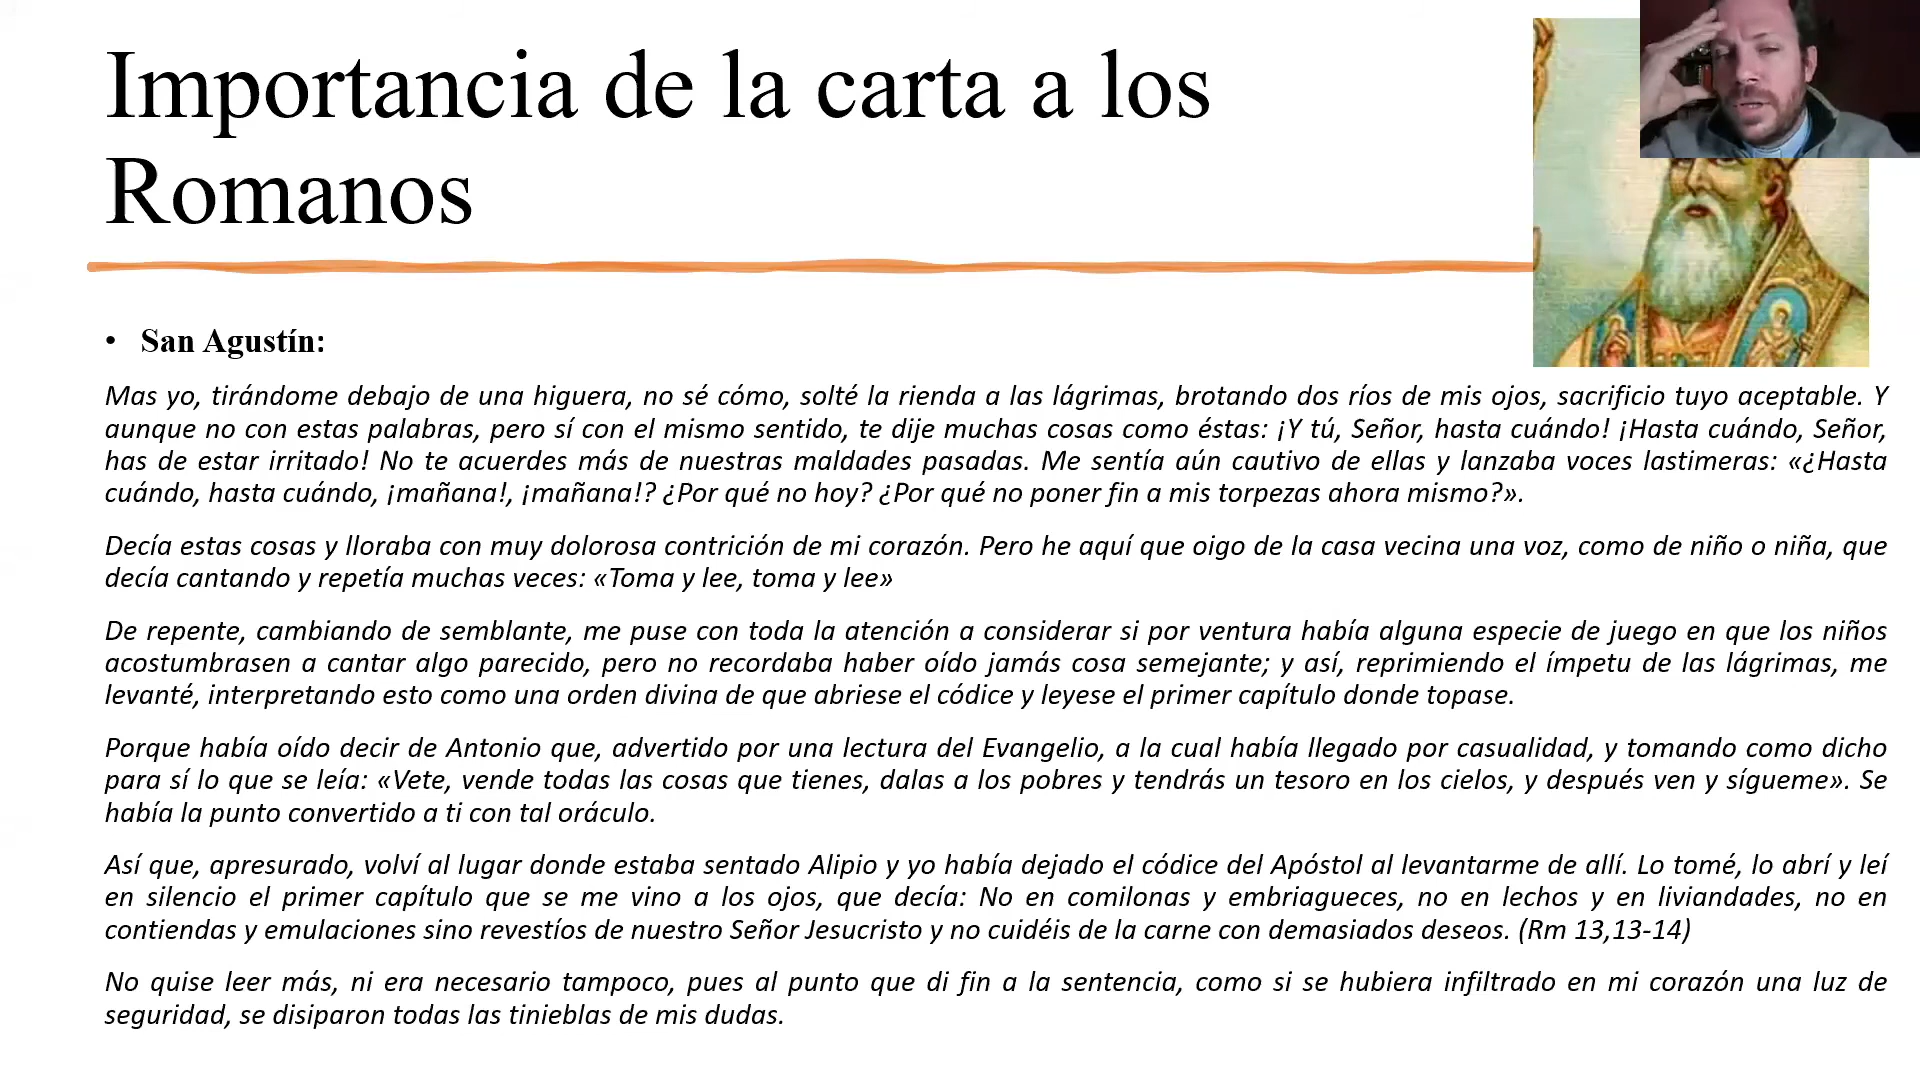 Importancia de la carta a los
Romanos
• San Agustín:
Mas yo, tirándome debajo de una higuera, no sé cómo, solté la rienda a las lágrimas, brotando dos ríos de mis ojos, sacrificio tuyo aceptable. Y
aunque no con estas palabras, pero sí con el mismo sentido, te dije muchas cosas como éstas: ¡Y tú, Señor, hasta cuándo! ¡Hasta cuándo, Señor,
has de estar irritado! No te acuerdes más de nuestras maldades pasadas. Me sentía aún cautivo de ellas y lanzaba voces lastimeras: «¿Hasta
cuándo, hasta cuándo, ¡mañana!, ¡mañana!? ¿Por qué no hoy? ¿Por qué no poner fin a mis torpezas ahora mismo?».
Decía estas cosas y lloraba con muy dolorosa contrición de mi corazón. Pero he aquí que oigo de la casa vecina una voz, como de niño o niña, que
decía cantando y repetía muchas veces: «Toma y lee, toma y lee»
De repente, cambiando de semblante, me puse con toda la atención a considerar si por ventura había alguna especie de juego en que los niños
acostumbrasen a cantar algo parecido, pero no recordaba haber oído jamás cosa semejante; y así, reprimiendo el ímpetu de las lágrimas, me
levanté, interpretando esto como una orden divina de que abriese el códice y leyese el primer capítulo donde topase.
Porque había oído decir de Antonio que, advertido por una lectura del Evangelio, a la cual había llegado por casualidad, y tomando como dicho
para sí lo que se leía: «Vete, vende todas las cosas que tienes, dalas a los pobres y tendrás un tesoro en los cielos, y después ven y sígueme». Se
había la punto convertido a ti con tal oráculo.
Así que, apresurado, volví al lugar donde estaba sentado Alipio y yo había dejado el códice del Apóstol al levantarme de allí. Lo tomé, lo abrí y leí
en silencio el primer capítulo que se me vino a los ojos, que decía: No en comilonas y embriagueces, no en lechos y en liviandades, no en
contiendas y emulaciones sino revestíos de nuestro Señor Jesucristo y no cuidéis de la carne con demasiados deseos. (Rm 13,13-14)
No quise leer más, ni era necesario tampoco, pues al punto que di fin a la sentencia, como si se hubiera infiltrado en mi corazón una luz de
seguridad, se disiparon todas las tinieblas de mis dudas.